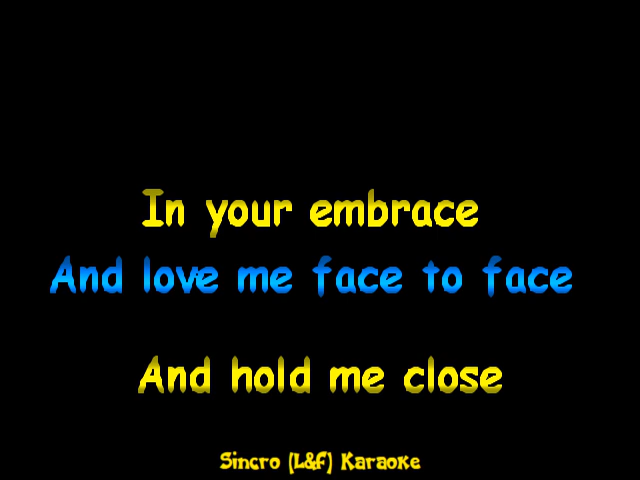 In your embrace
And love me face to face
And hold me close
Sincro (L&F) Karaoke